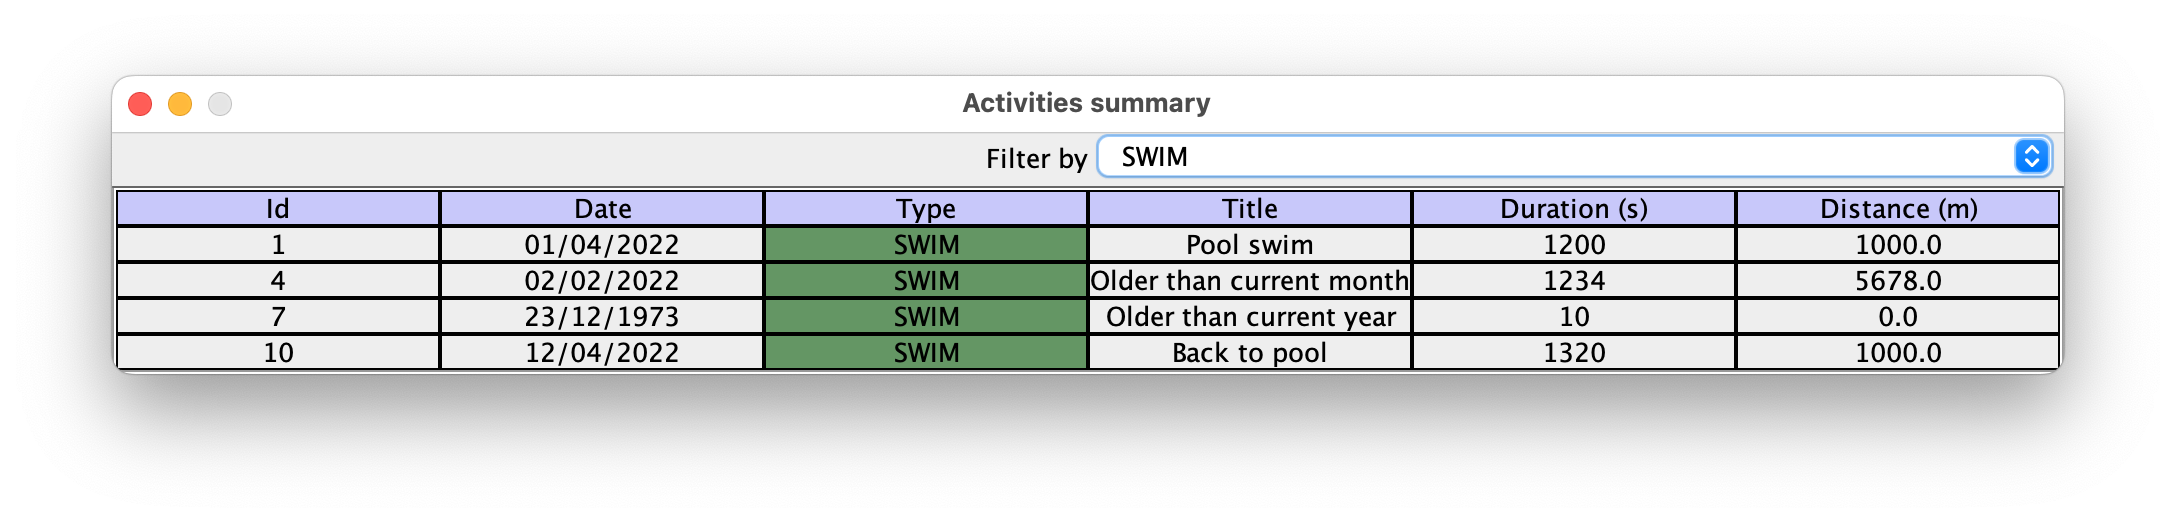 Activities summary
Filter by SWIM
Id Date Type Title Duration (s) Distance (m)
1 01/04/2022 SWIM Pool swim 1200 1000.0
4 02/02/2022 SWIM Older than current month 1234 5678.0
7 23/12/1973 SWIM Older than current year 10 0.0
10 12/04/2022 SWIM Back to pool 1320 1000.0